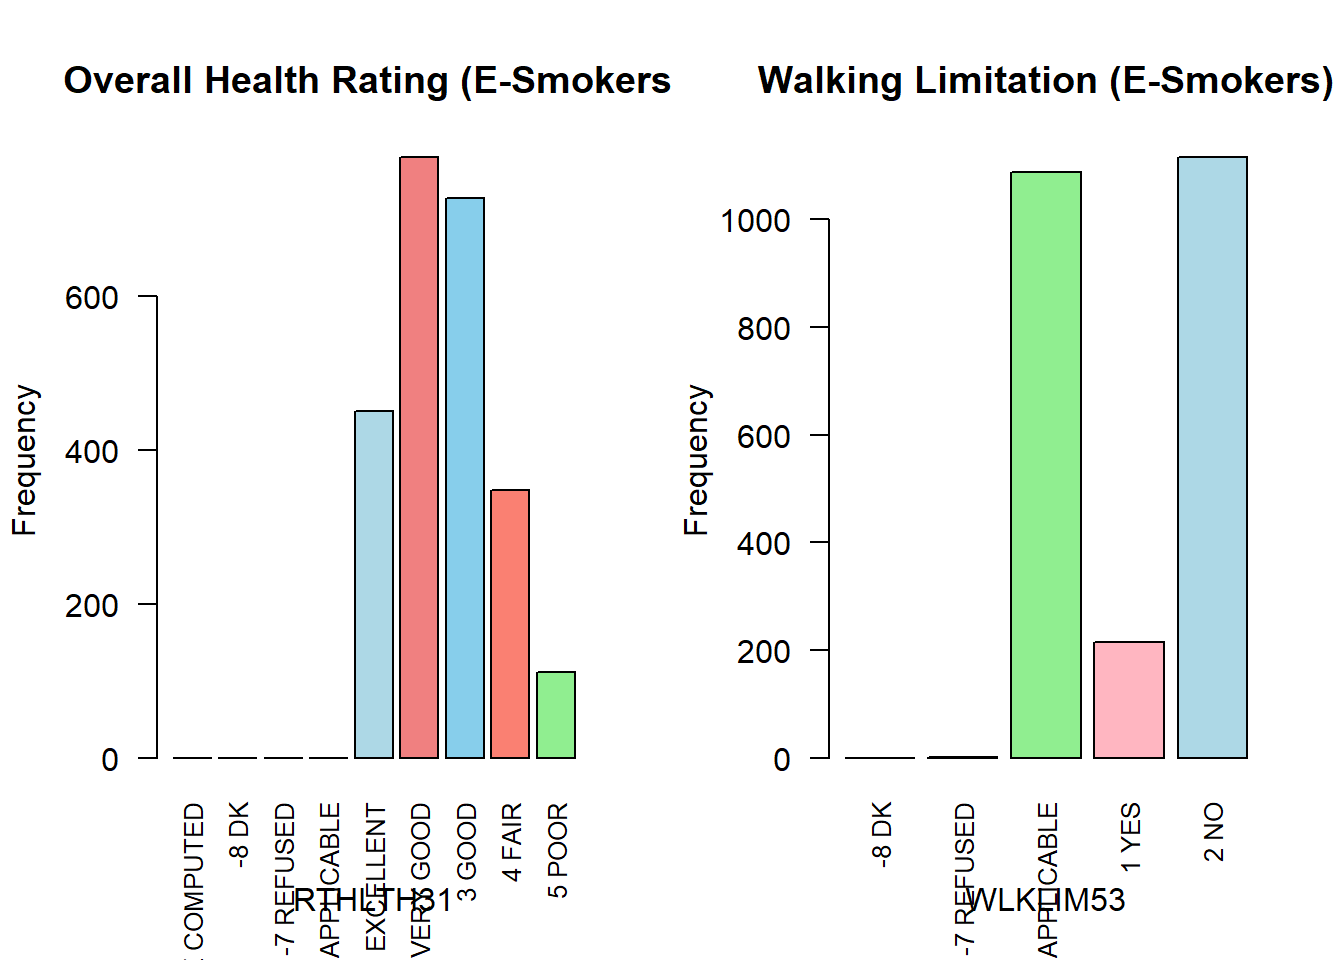 Overall Health Rating (E-Smokers
Frequency
600
400
200
0
COMPUTED
-8 DK
-7 REFUSED
APPLICABLE
EXCELLENT
VERY GOOD
3 GOOD
4 FAIR
5 POOR
RTHLTH31
Walking Limitation (E-Smokers)
Frequency
1000
800
600
400
200
0
-8 DK
-7 REFUSED
APPLICABLE
1 YES
2 NO
WLKLIM53